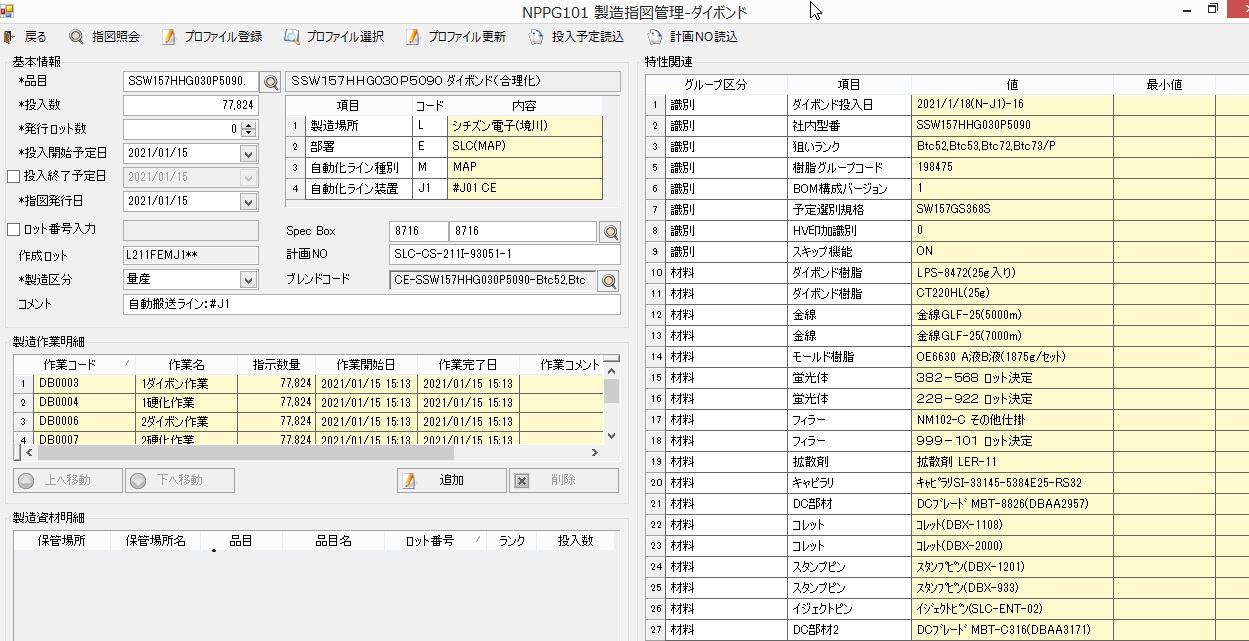 NPPG101 製造指図管理-ダイボンド
戻る 指図照会 プロファイル登録 プロファイル選択 プロファイル更新 投入予定読込 計画NO読込
基本情報
*品目 SSW157HHG030P5090. SSW157HHG030P5090 ダイボンド(合理化)
*投入数 77,824
*発行ロット数 0
*投入開始予定日 2021/01/15
投入終了予定日 2021/01/15
*指図発行日 2021/01/15
ロット番号入力
作成ロット L211FEMJ1**
*製造区分 量産
コメント 自動搬送ライン:#J1
項目 コード 内容
1 製造場所 L シチズン電子(境川)
2 部署 E SLC(MAP)
3 自動化ライン種別 M MAP
4 自動化ライン装置 J1 #J01 CE
Spec Box 8716 8716
計画NO SLC-CS-211I-93051-1
ブレンドコード CE-SSW157HHG030P5090-Btc52,Btc
製造作業明細
作業コード 作業名 指示数量 作業開始日 作業完了日 作業コメント
1 DB0003 1ダイボン作業 77,824 2021/01/15 15:13 2021/01/15 15:13
2 DB0004 1硬化作業 77,824 2021/01/15 15:13 2021/01/15 15:13
3 DB0006 2ダイボン作業 77,824 2021/01/15 15:13 2021/01/15 15:13
4 DB0007 2硬化作業 77,824 2021/01/15 15:13 2021/01/15 15:13
上へ移動 下へ移動 追加 削除
製造資材明細
保管場所 保管場所名 品目 品目名 ロット番号 ランク 投入数
特性関連
グループ区分 項目 値 最小値
1 識別 ダイボンド投入日 2021/1/18(N-J1)-16
2 識別 社内型番 SSW157HHG030P5090
3 識別 狙いランク Btc52,Btc53,Btc72,Btc73/P
5 識別 樹脂グループコード 198475
6 識別 BOM構成バージョン 1
7 識別 予定選別規格 SW157GS368S
8 識別 HVEロ加識別 0
9 識別 スキップ機能 ON
10 材料 ダイボンド樹脂 LPS-8472(25g入り)
11 材料 ダイボンド樹脂 CT220HL(25g)
12 材料 金線 金線GLF-25(5000m)
13 材料 金線 金線GLF-25(7000m)
14 材料 モールド樹脂 OE6630 A液B液(1875g/セット)
15 材料 蛍光体 382-568 ロット決定
16 材料 蛍光体 228-922 ロット決定
17 材料 フィラー NM102-C その他仕掛
18 材料 フィラー 999-101 ロット決定
19 材料 拡散剤 拡散剤 LER-11
20 材料 キャピラリ キャピラリSI-33145-5384E25-RS32
21 材料 DC部材 DCブレード MBT-8826(DBAA2957)
22 材料 コレット コレット(DBX-1108)
23 材料 コレット コレット(DBX-2000)
24 材料 スタンプピン スタンプピン(DBX-1201)
25 材料 スタンプピン スタンプピン(DBX-933)
26 材料 イジェクトピン イジェクトピン(SLC-ENT-02)
27 材料 DC部材2 DCブレード MBT-C316(DBAA3171)